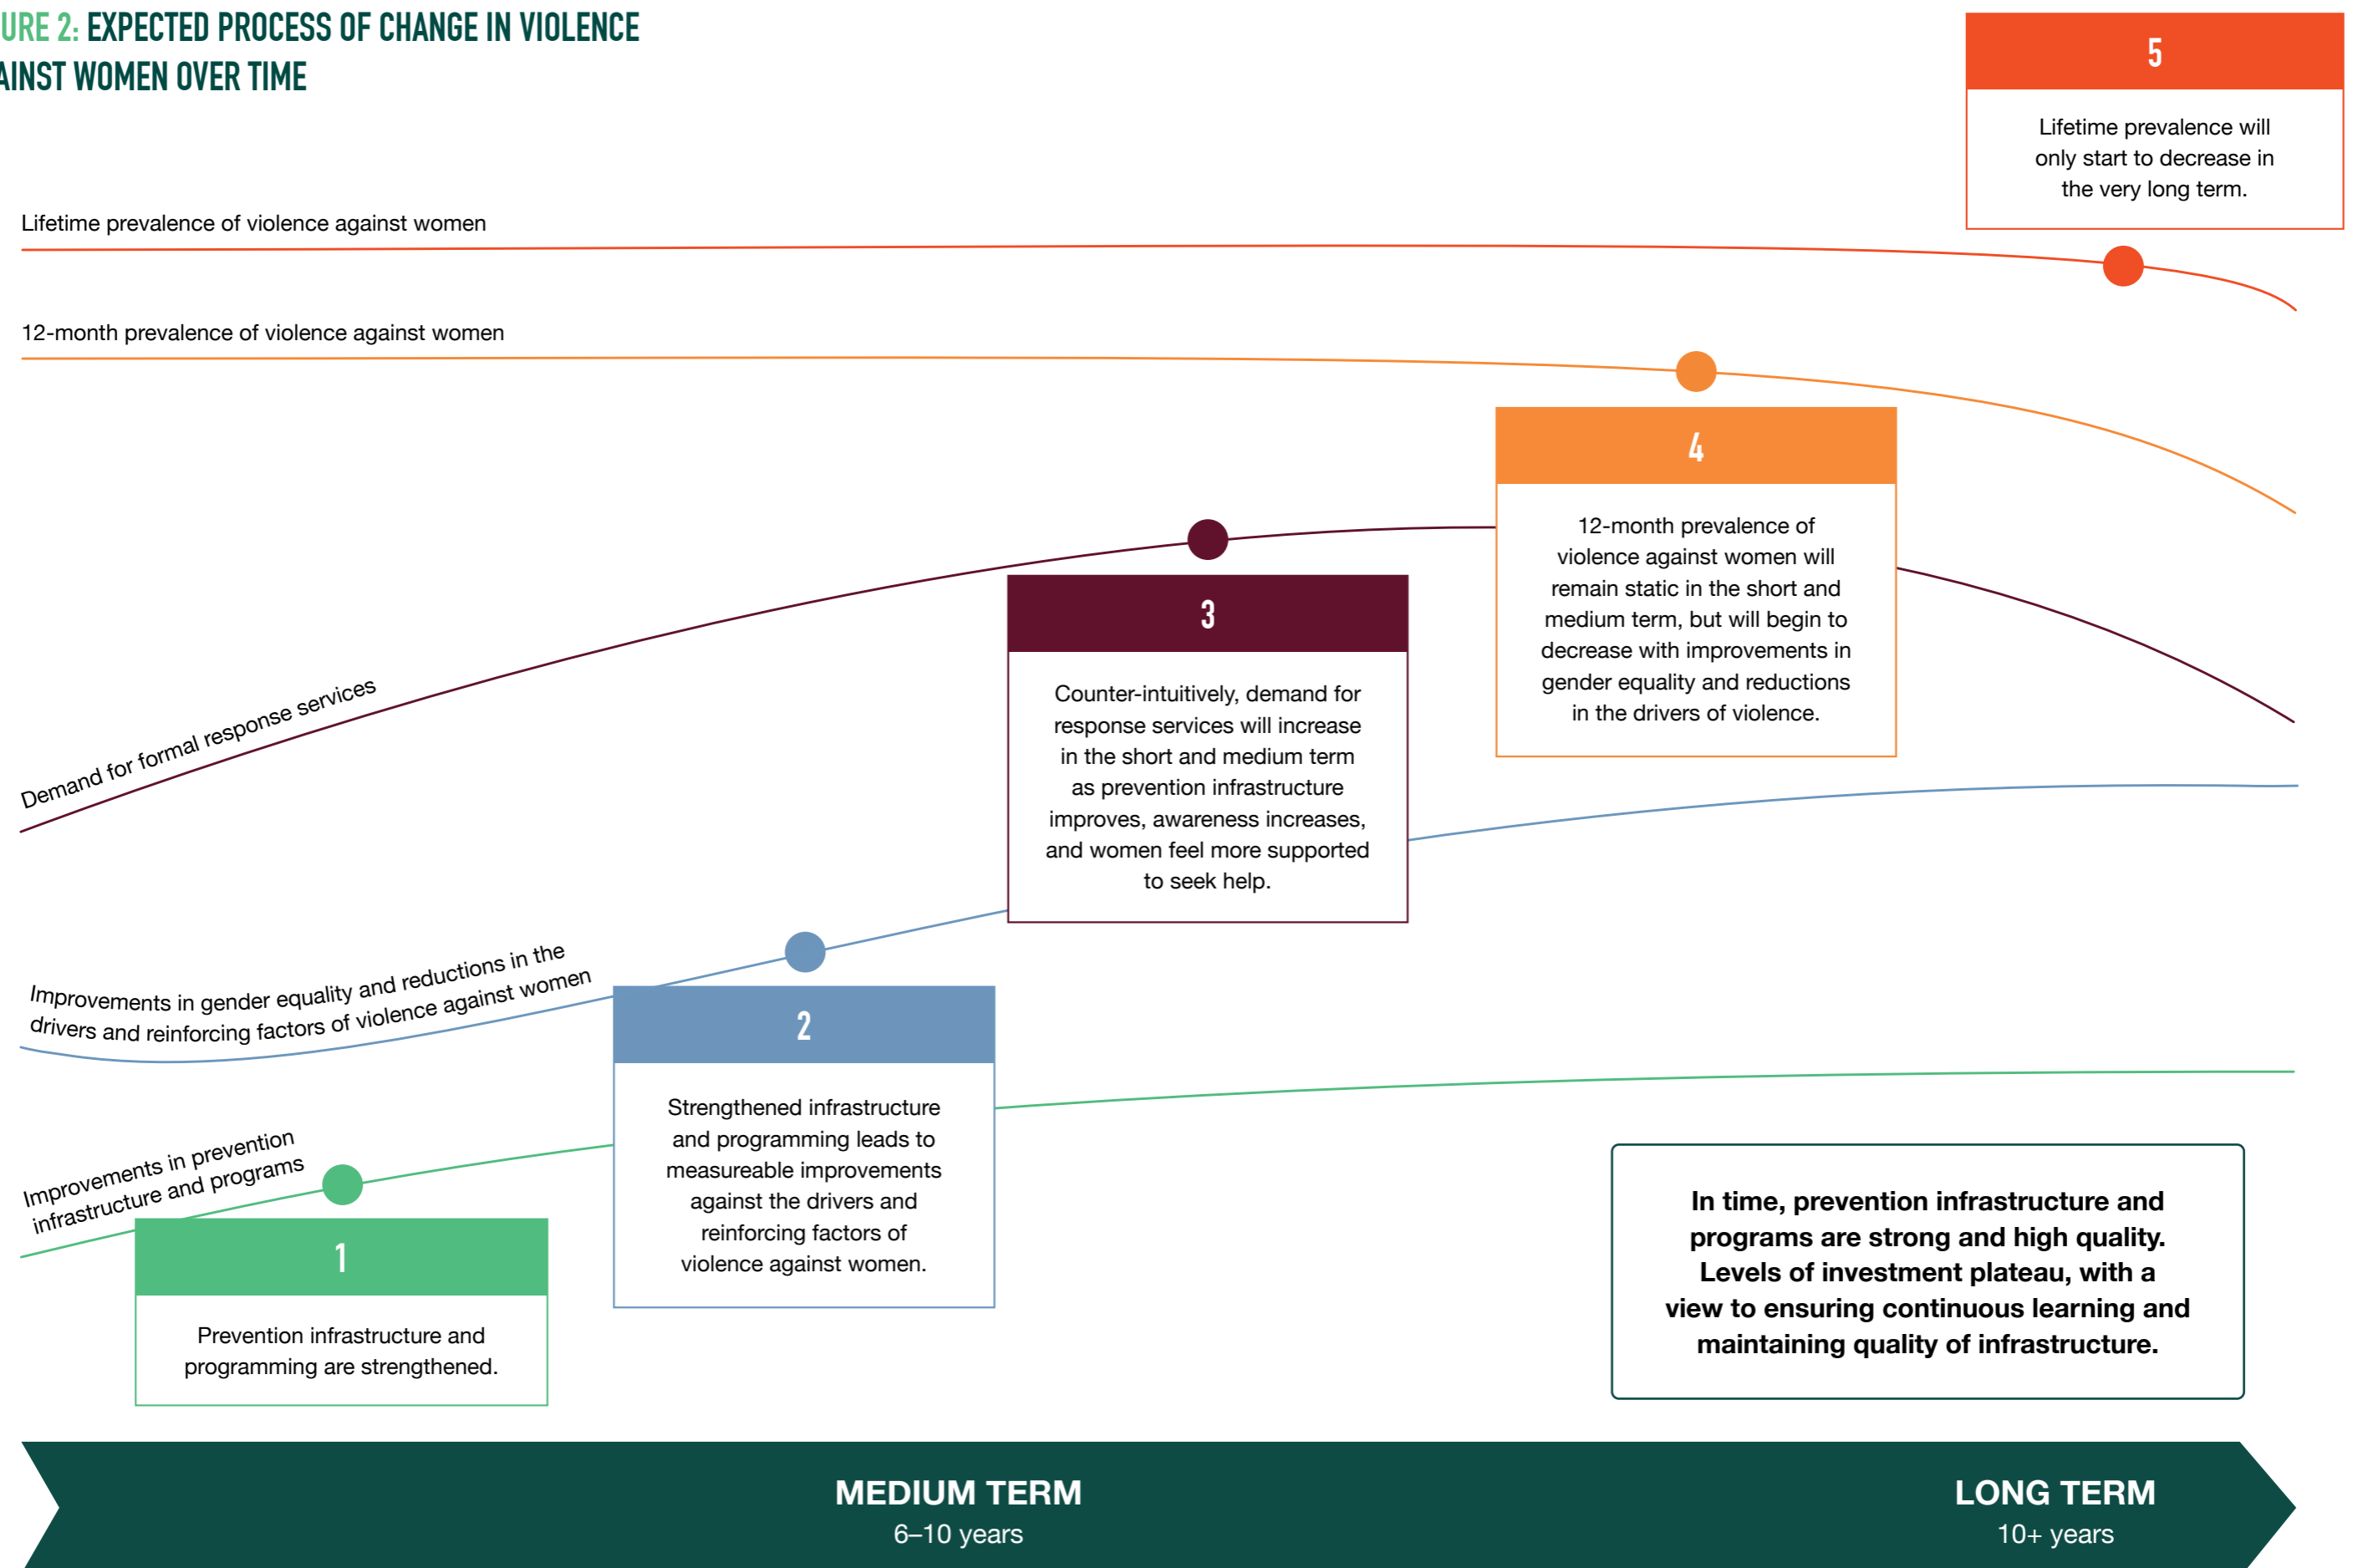 URE 2: EXPECTED PROCESS OF CHANGE IN VIOLENCE
AINST WOMEN OVER TIME
5
Lifetime prevalence will
only start to decrease in
the very long term.
Lifetime prevalence of violence against women
12-month prevalence of violence against women
4
12-month prevalence of
violence against women will
remain static in the short and
medium term, but will begin to
decrease with improvements in
gender equality and reductions
in the drivers of violence.
3
Counter-intuitively, demand for
response services will increase
in the short and medium term
as prevention infrastructure
improves, awareness increases,
and women feel more supported
to seek help.
Demand for formal response services
Improvements in gender equality and reductions in the
drivers and reinforcing factors of violence against women
2
Strengthened infrastructure
and programming leads to
measureable improvements
against the drivers and
reinforcing factors of
violence against women.
Improvements in prevention
infrastructure and programs
1
Prevention infrastructure and
programming are strengthened.
In time, prevention infrastructure and
programs are strong and high quality.
Levels of investment plateau, with a
view to ensuring continuous learning and
maintaining quality of infrastructure.
MEDIUM TERM
6–10 years
LONG TERM
10+ years